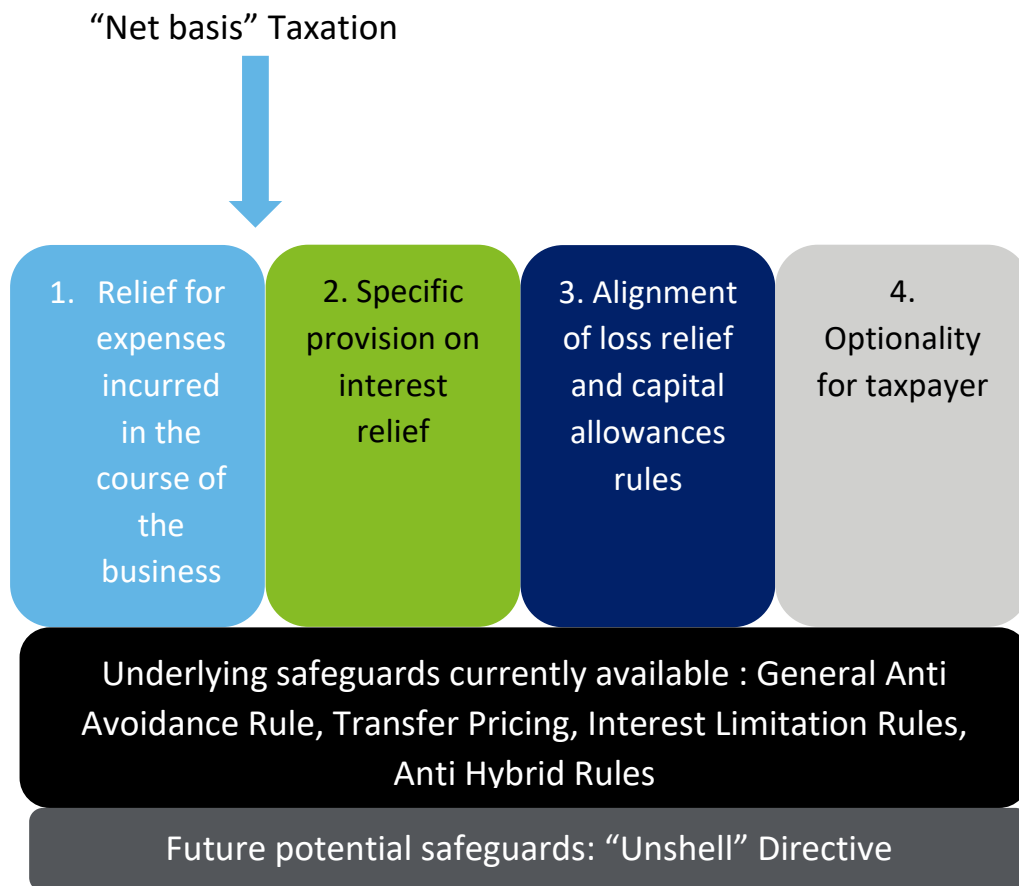 “Net basis” Taxation
1. Relief for
expenses
incurred
in the
course of
the
business
2. Specific
provision on
interest
relief
3. Alignment
of loss relief
and capital
allowances
rules
4.
Optionality
for taxpayer
Underlying safeguards currently available : General Anti
Avoidance Rule, Transfer Pricing, Interest Limitation Rules,
Anti Hybrid Rules
Future potential safeguards: “Unshell” Directive